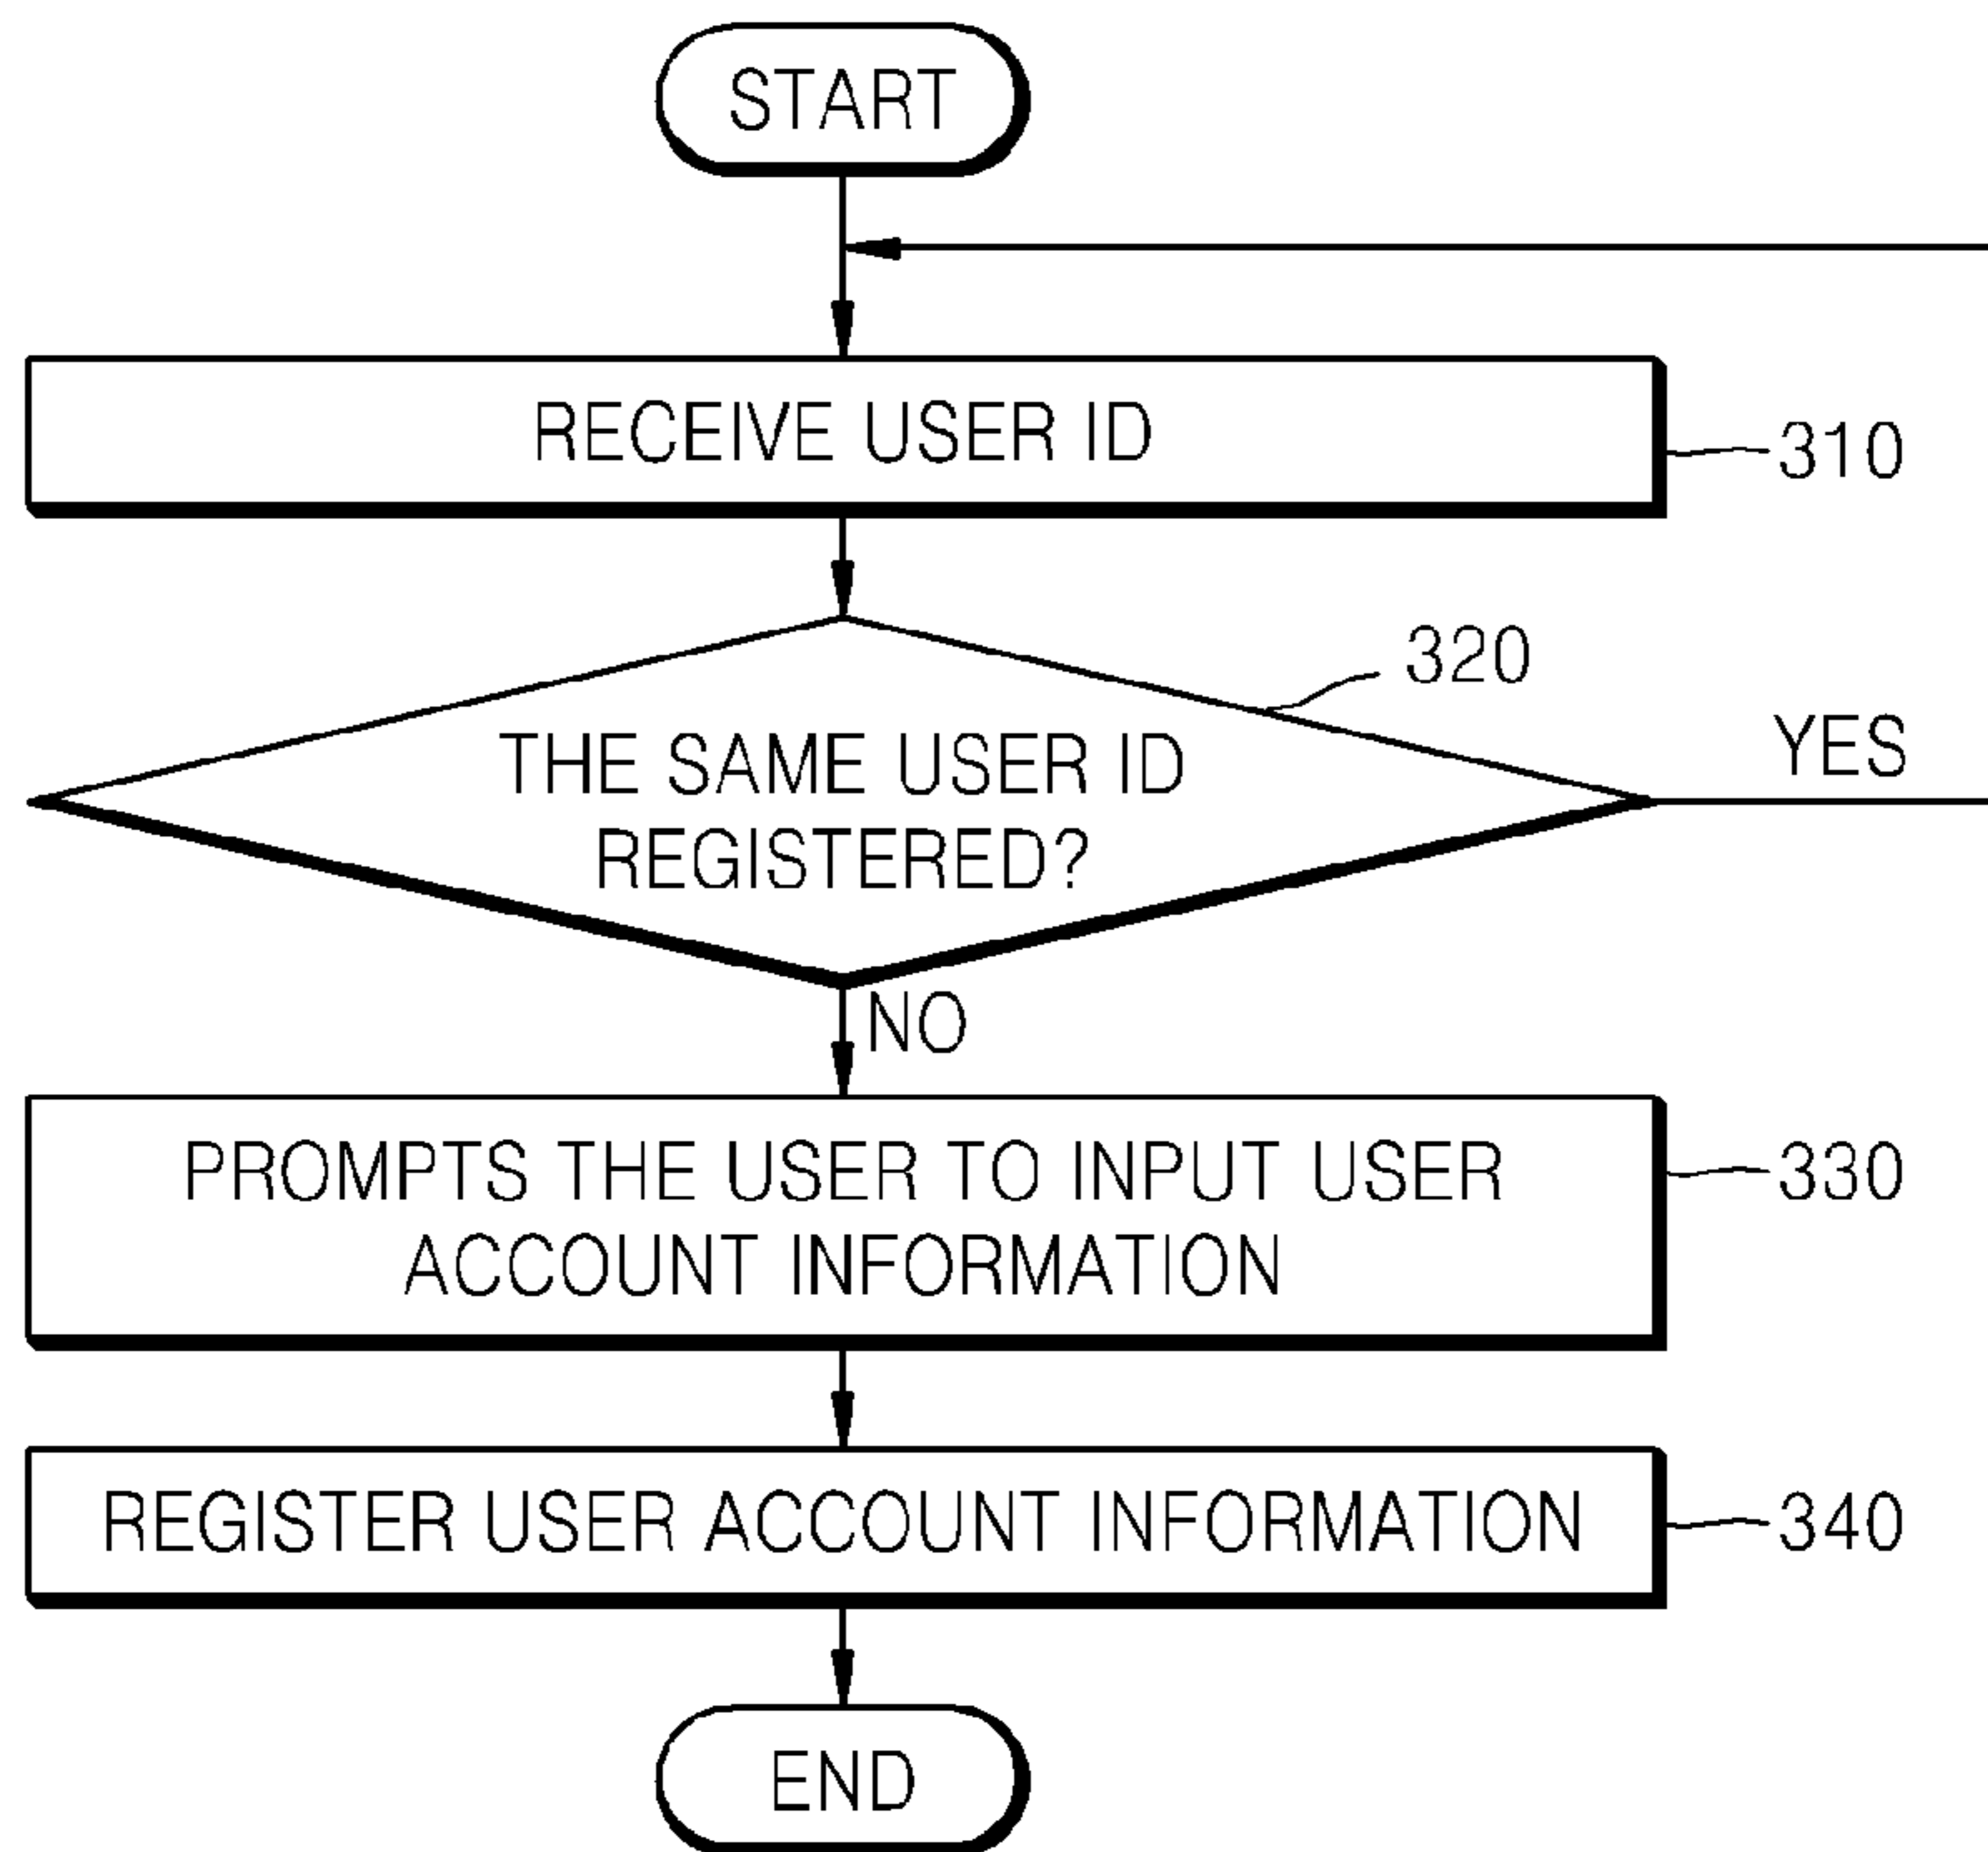 START
RECEIVE USER ID
310
320
THE SAME USER ID
REGISTERED?
YES
NO
PROMPTS THE USER TO INPUT USER
ACCOUNT INFORMATION
330
REGISTER USER ACCOUNT INFORMATION
340
END